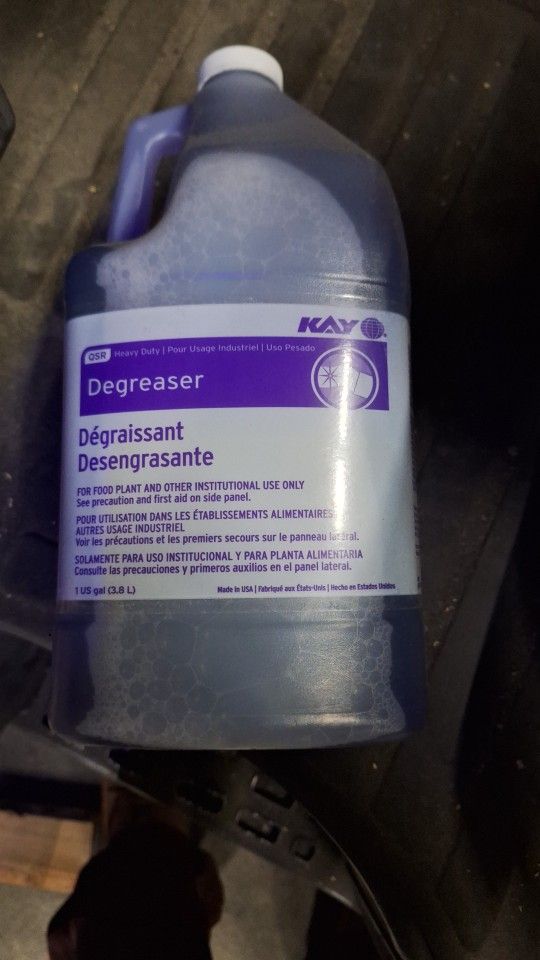 KAY
QSR Heavy Duty | Pour Usage Industriel | Uso Pesado
Degreaser
Dégraissant
Desengrasante
FOR FOOD PLANT AND OTHER INSTITUTIONAL USE ONLY
See precaution and first aid on side panel.
POUR UTILISATION DANS LES ÉTABLISSEMENTS ALIMENTAIRES
AUTRES USAGE INDUSTRIEL
Voir les précautions et les premiers secours sur le panneau latéral.
SOLAMENTE PARA USO INSTITUCIONAL Y PARA PLANTA ALIMENTARIA
Consulte las precauciones y primeros auxilios en el panel lateral.
1 US gal (3.8 L) Made in USA | Fabriqué aux États-Unis | Hecho en Estados Unidos